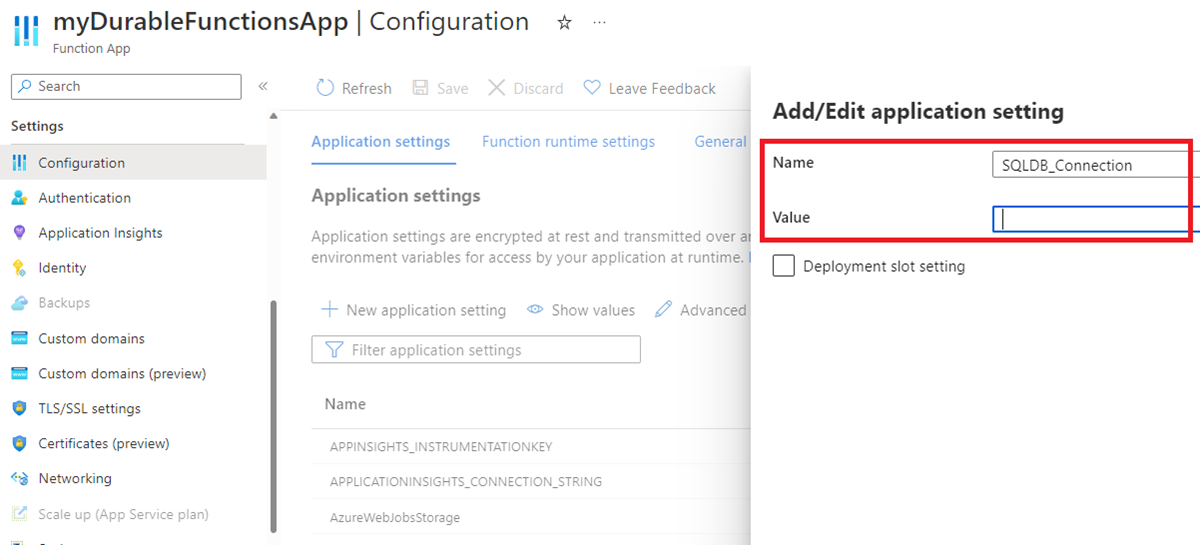 myDurableFunctionsApp | Configuration
Function App
Search
Settings
Configuration
Authentication
Application Insights
Identity
Backups
Custom domains
Custom domains (preview)
TLS/SSL settings
Certificates (preview)
Networking
Scale up (App Service plan)
Refresh Save Discard Leave Feedback
Application settings Function runtime settings General
Application settings
Application settings are encrypted at rest and transmitted over
environment variables for access by your application at runtime.
New application setting Show values Advanced
Filter application settings
Name
APPINSIGHTS_INSTRUMENTATIONKEY
APPLICATIONINSIGHTS_CONNECTION_STRING
AzureWebJobsStorage
Add/Edit application setting
Name SQLDB_Connection
Value
Deployment slot setting